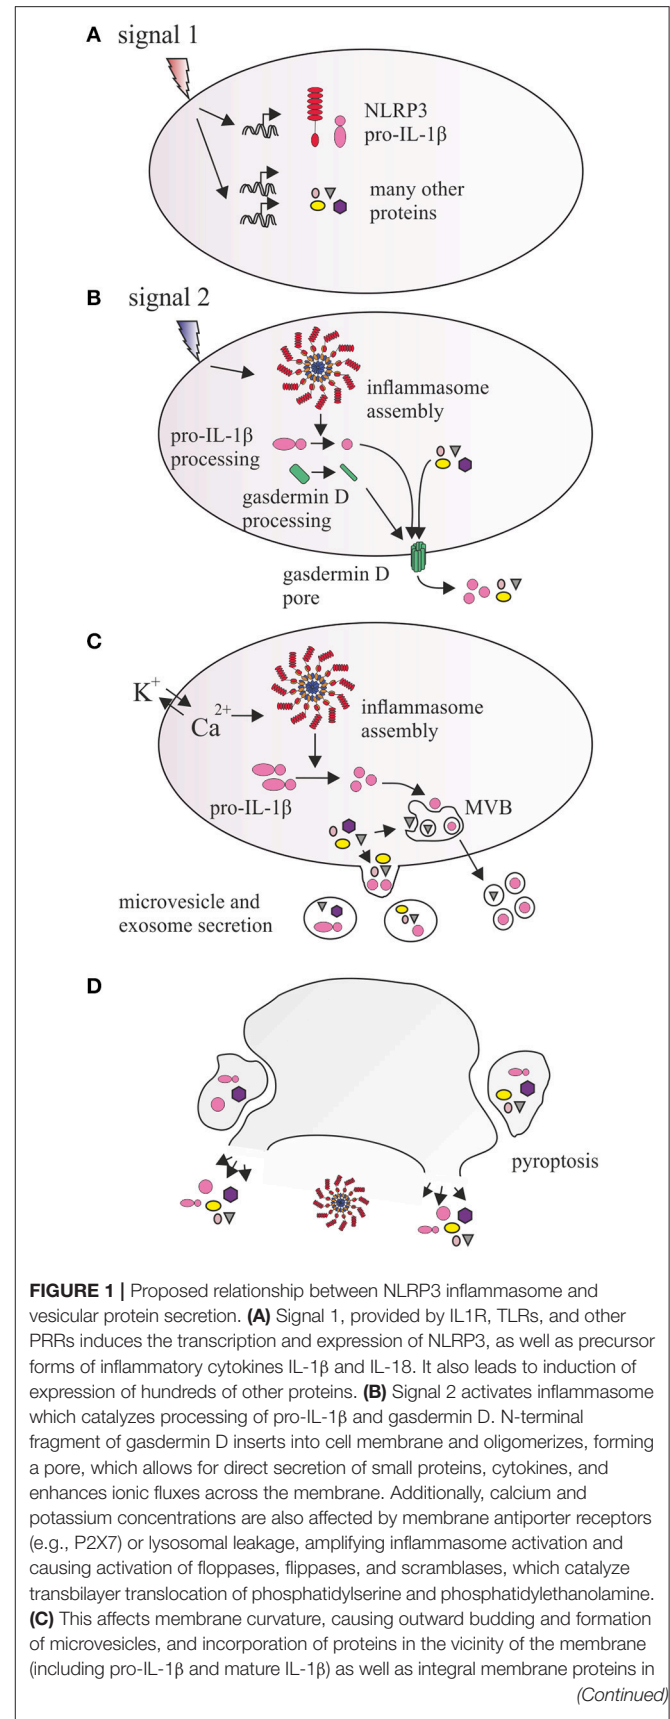 A signal 1
NLRP3
pro-IL-1β
many other
proteins
B signal 2
inflammasome
assembly
pro-IL-1β
processing
gasdermin D
processing
gasdermin D
pore
C
K+
Ca2+
inflammasome
assembly
pro-IL-1β
MVB
microvesicle and
exosome secretion
D
pyroptosis
FIGURE 1 | Proposed relationship between NLRP3 inflammasome and
vesicular protein secretion. (A) Signal 1, provided by IL1R, TLRs, and other
PRRs induces the transcription and expression of NLRP3, as well as precursor
forms of inflammatory cytokines IL-1β and IL-18. It also leads to induction of
expression of hundreds of other proteins. (B) Signal 2 activates inflammasome
which catalyzes processing of pro-IL-1β and gasdermin D. N-terminal
fragment of gasdermin D inserts into cell membrane and oligomerizes, forming
a pore, which allows for direct secretion of small proteins, cytokines, and
enhances ionic fluxes across the membrane. Additionally, calcium and
potassium concentrations are also affected by membrane antiporter receptors
(e.g., P2X7) or lysosomal leakage, amplifying inflammasome activation and
causing activation of floppases, flippases, and scramblases, which catalyze
transbilayer translocation of phosphatidylserine and phosphatidylethanolamine.
(C) This affects membrane curvature, causing outward budding and formation
of microvesicles, and incorporation of proteins in the vicinity of the membrane
(including pro-IL-1β and mature IL-1β) as well as integral membrane proteins in
(Continued)